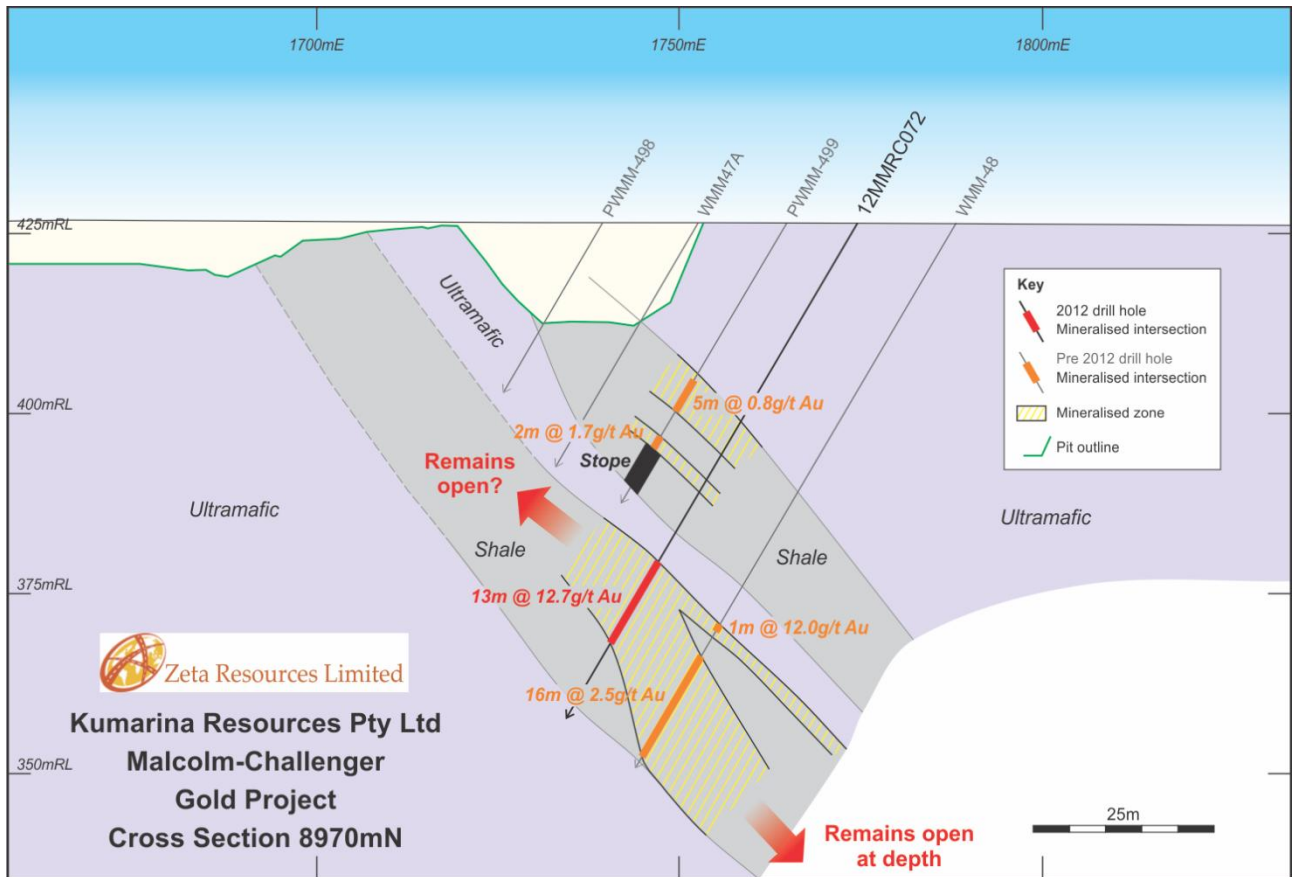 1700mE
1750mE
1800mE
PWMM-498
WMM47A
PWMM-499
12MMRC072
WMM-48
425mRL
Ultramafic
Key
2012 drill hole
Mineralised intersection
Pre 2012 drill hole
Mineralised intersection
Mineralised zone
Pit outline
400mRL
5m @ 0.8g/t Au
2m @ 1.7g/t Au
Stope
Remains
open?
Ultramafic
Ultramafic
Shale
Shale
375mRL
13m @ 12.7g/t Au
1m @ 12.0g/t Au
16m @ 2.5g/t Au
Zeta Resources Limited
Kumarina Resources Pty Ltd
Malcolm-Challenger
Gold Project
Cross Section 8970mN
350mRL
25m
Remains open
at depth